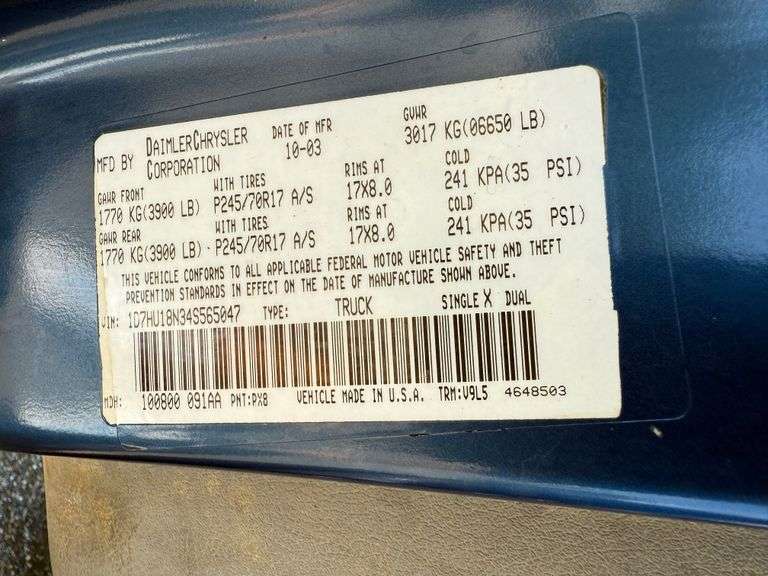 MFD BY DAIMLERCHRYSLER CORPORATION DATE OF MFR 10-03 GVWR 3017 KG(06650 LB)
GAWR FRONT WITH TIRES RIMS AT COLD
1770 KG(3900 LB) P245/70R17 A/S 17X8.0 241 KPA(35 PSI)
GAWR REAR WITH TIRES RIMS AT COLD
1770 KG(3900 LB) P245/70R17 A/S 17X8.0 241 KPA(35 PSI)
THIS VEHICLE CONFORMS TO ALL APPLICABLE FEDERAL MOTOR VEHICLE SAFETY AND THEFT
PREVENTION STANDARDS IN EFFECT ON THE DATE OF MANUFACTURE SHOWN ABOVE.
VIN: 1D7HU18N34S565047 TYPE: TRUCK SINGLE X DUAL
MDH: 100800 091AA PNT:PX8 VEHICLE MADE IN U.S.A. TRM:V9L5 4648503